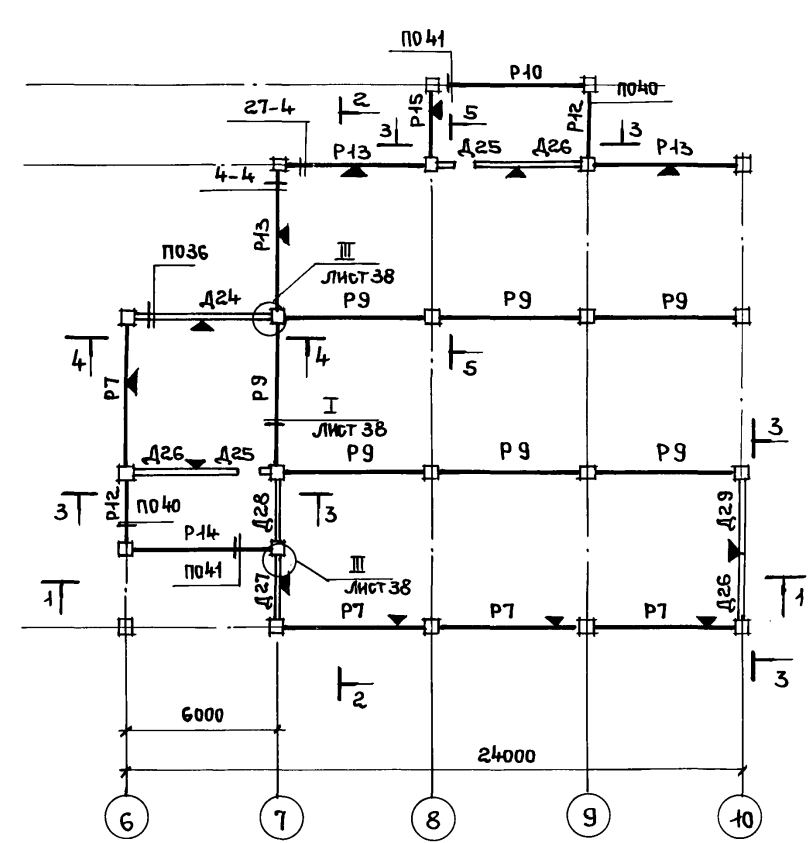 ПО41
Р10
ПО40
27-4
2
Р15
5
Р12
3
3
Р13
Д25
Д26
Р13
4-4
Р13
III
ПО36
ЛИСТ 38
Д24
Р9
Р9
Р9
4
4
5
Р7
Р9
I
ЛИСТ 38
3
Д26
Д25
Р9
Р9
Р9
3
Р12
ПО40
Д28
3
Д29
Р14
ПО41
III
ЛИСТ 38
1
Д27
Д26
1
Р7
Р7
Р7
2
3
6000
24000
6
7
8
9
10